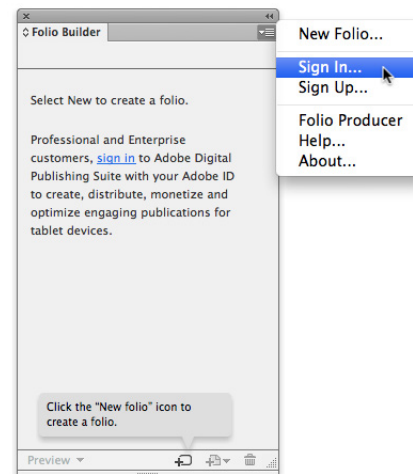 Folio Builder
New Folio...
Sign In...
Sign Up...
Folio Producer
Help...
About...
Select New to create a folio.
Professional and Enterprise
customers, sign in to Adobe Digital
Publishing Suite with your Adobe ID
to create, distribute, monetize and
optimize engaging publications for
tablet devices.
Click the "New folio" icon to
create a folio.
Preview